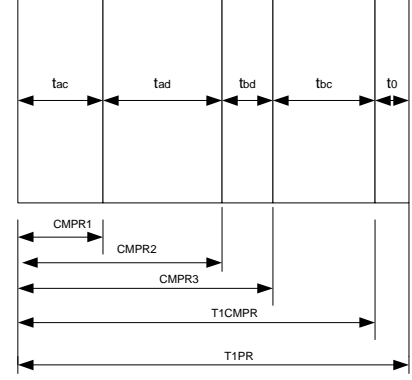 tac tad tbd tbc t0
CMPR1
CMPR2
CMPR3
T1CMPR
T1PR